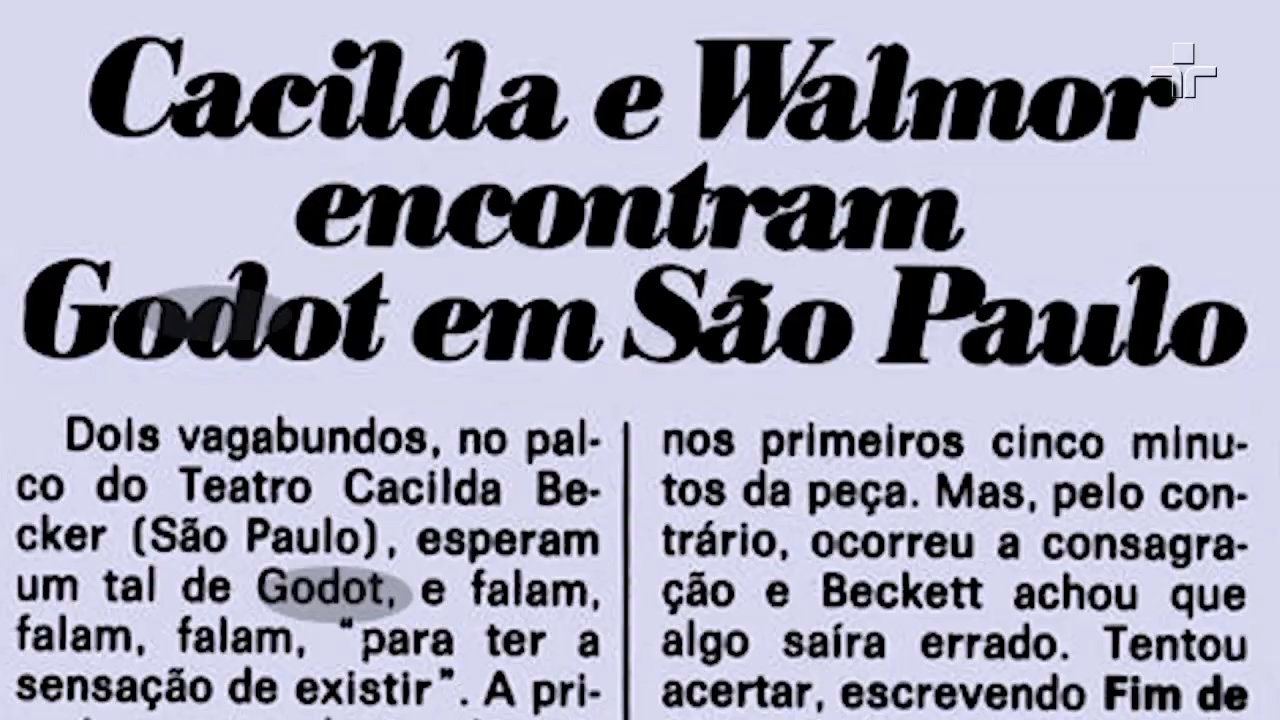 Cacilda e Walmor
encontram
Godot em São Paulo
Dois vagabundos, no pal-
co do Teatro Cacilda Be-
cker (São Paulo), esperam
um tal de Godot, e falam,
falam, falam, "para ter a
sensação de existir". A pri-
nos primeiros cinco minu-
tos da peça. Mas, pelo con-
trário, ocorreu a consagra-
ção e Beckett achou que
algo saíra errado. Tentou
acertar, escrevendo Fim de